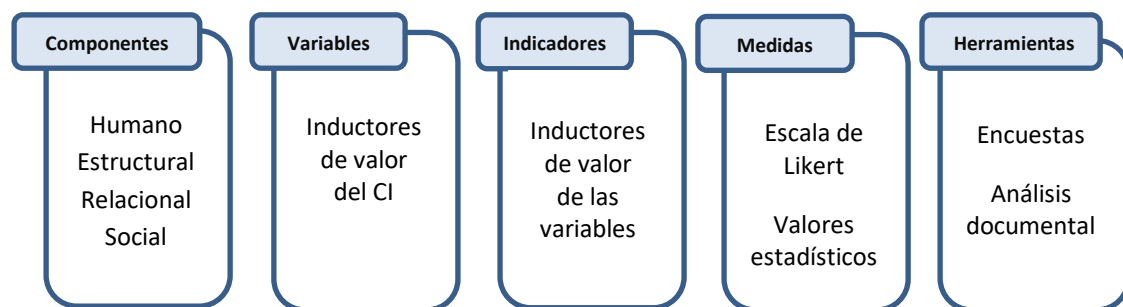 Componentes
Humano
Estructural
Relacional
Social
Variables
Inductores
de valor
del CI
Indicadores
Inductores
de valor
de las
variables
Medidas
Escala de
Likert
Valores
estadísticos
Herramientas
Encuestas
Análisis
documental